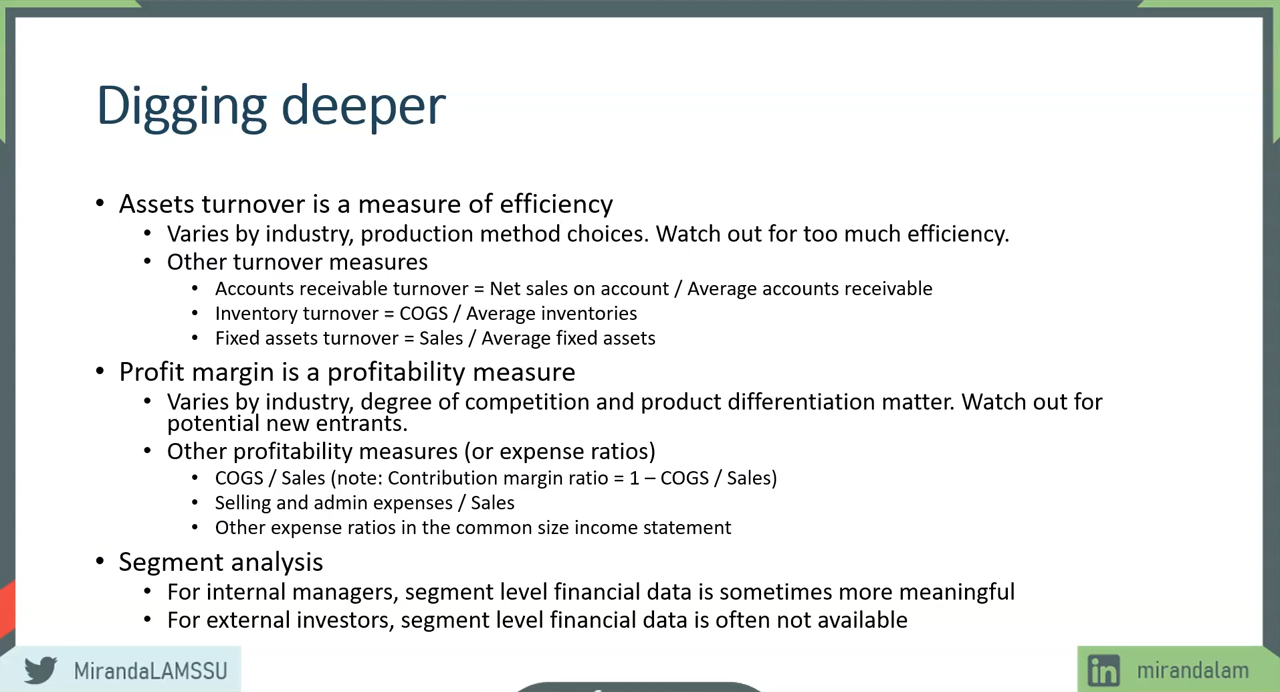 Digging deeper
• Assets turnover is a measure of efficiency
• Varies by industry, production method choices. Watch out for too much efficiency.
• Other turnover measures
• Accounts receivable turnover = Net sales on account / Average accounts receivable
• Inventory turnover = COGS / Average inventories
• Fixed assets turnover = Sales / Average fixed assets
• Profit margin is a profitability measure
• Varies by industry, degree of competition and product differentiation matter. Watch out for
potential new entrants.
• Other profitability measures (or expense ratios)
• COGS / Sales (note: Contribution margin ratio = 1 – COGS / Sales)
• Selling and admin expenses / Sales
• Other expense ratios in the common size income statement
• Segment analysis
• For internal managers, segment level financial data is sometimes more meaningful
• For external investors, segment level financial data is often not available
MirandaLAMSSU
in mirandalam